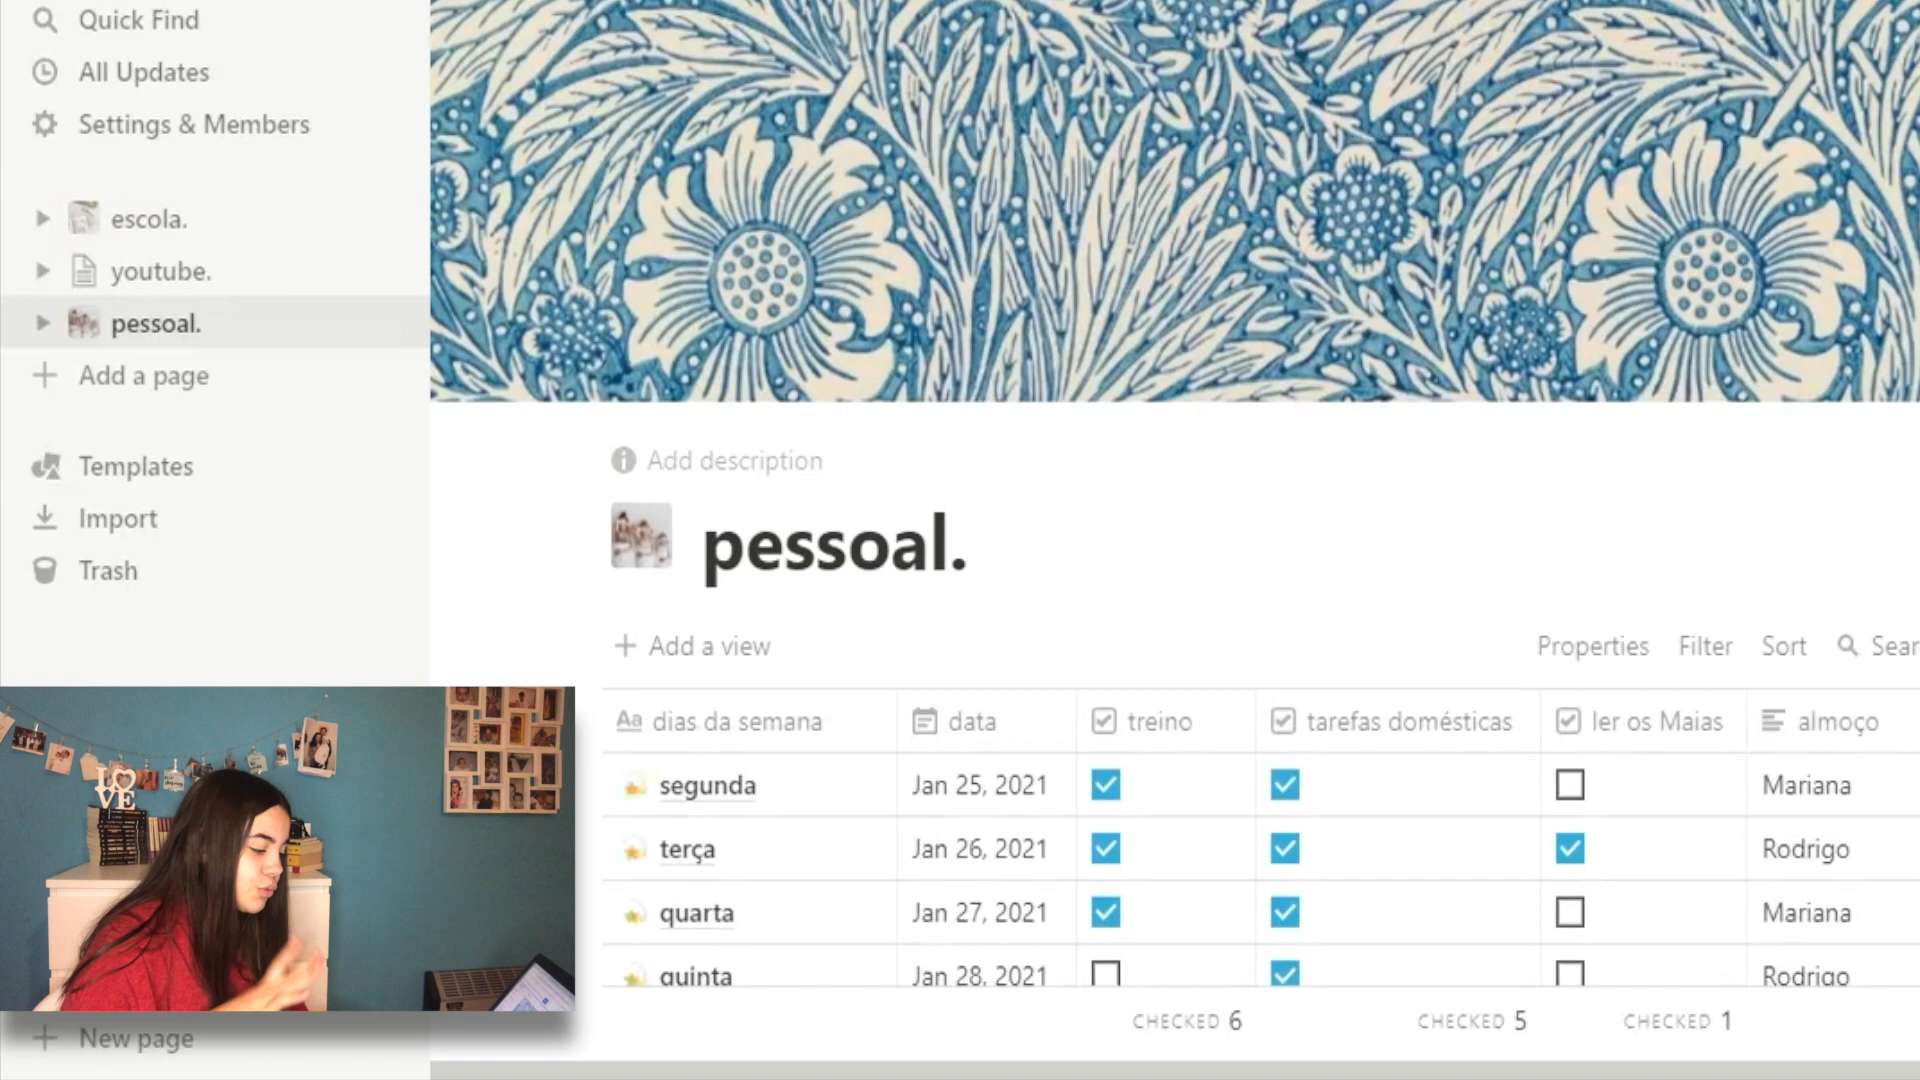 Quick Find
All Updates
Settings & Members
escola.
youtube.
pessoal.
Add a page
Templates
Import
Trash
New page
Add description
pessoal.
Add a view
Properties Filter Sort Sear
Aa dias da semana data treino tarefas domésticas ler os Maias almoço
segunda Jan 25, 2021 Mariana
terça Jan 26, 2021 Rodrigo
quarta Jan 27, 2021 Mariana
quinta Jan 28, 2021 Rodrigo
CHECKED 6 CHECKED 5 CHECKED 1
LOVE